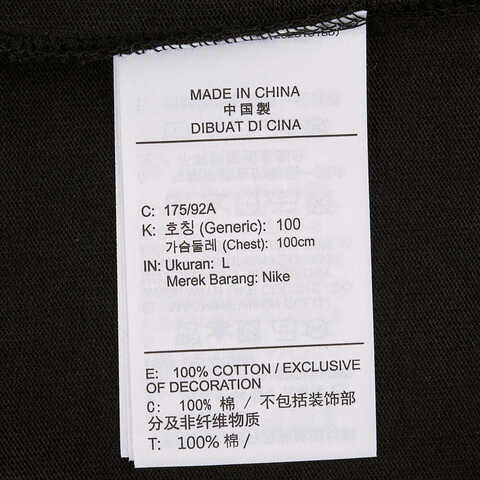 MADE IN CHINA
中国製
DIBUAT DI CINA
C: 175/92A
K: 호칭 (Generic): 100
가슴둘레 (Chest): 100cm
IN: Ukuran: L
Merek Barang: Nike
E: 100% COTTON / EXCLUSIVE
OF DECORATION
C: 100% 棉 / 不包括装饰部
分及非纤维物质
T: 100% 棉 /